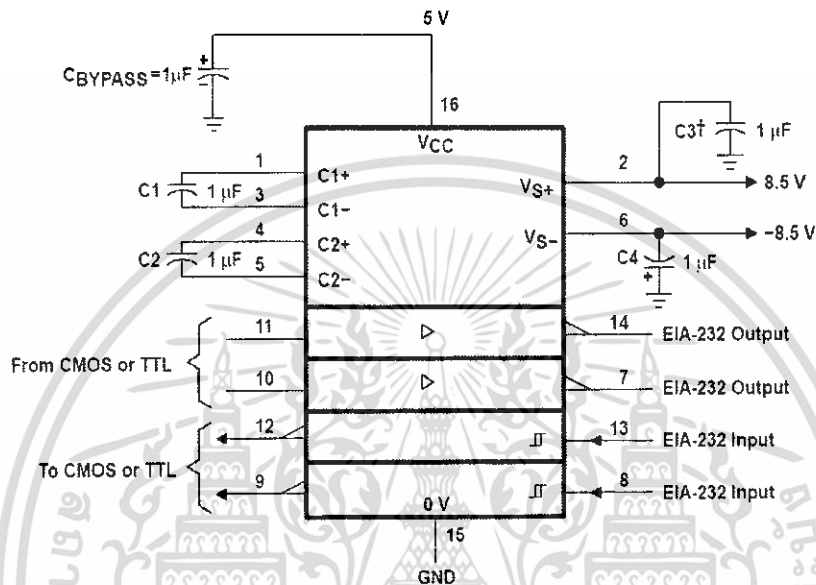 5 V
CBYPASS=1μF
+
−
16
VCC
C3† 1 μF
1
C1+
2
VS+
8.5 V
C1 1 μF
3
C1−
4
C2+
6
VS−
−8.5 V
C2 1 μF
5
C2−
C4 1 μF
+
11
14
EIA-232 Output
From CMOS or TTL
10
7
EIA-232 Output
12
13
EIA-232 Input
To CMOS or TTL
9
8
EIA-232 Input
0 V
15
GND